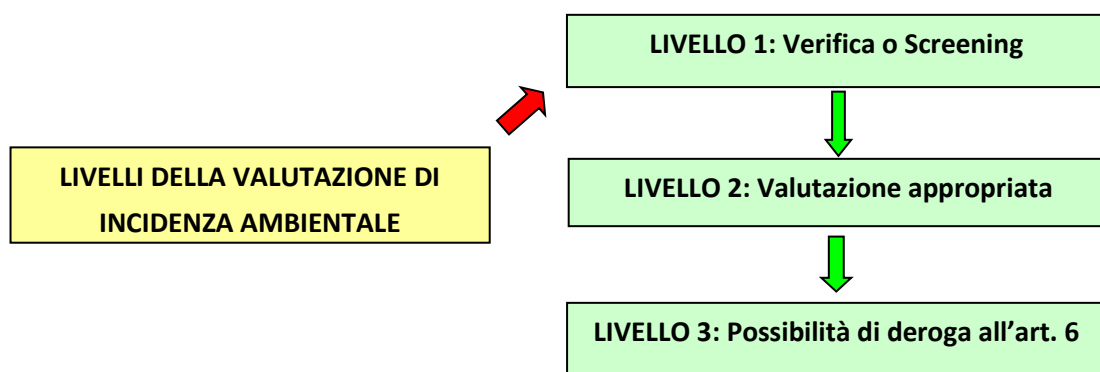 LIVELLI DELLA VALUTAZIONE DI
INCIDENZA AMBIENTALE
LIVELLO 1: Verifica o Screening
LIVELLO 2: Valutazione appropriata
LIVELLO 3: Possibilità di deroga all’art. 6